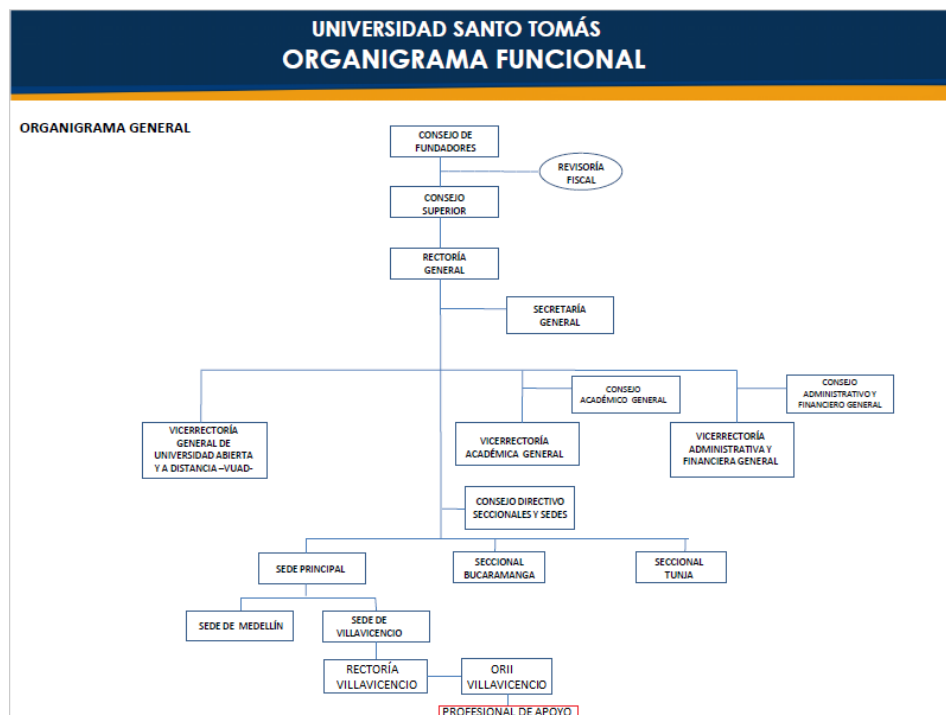 UNIVERSIDAD SANTO TOMÁS
ORGANIGRAMA FUNCIONAL
ORGANIGRAMA GENERAL
CONSEJO DE
FUNDADORES
REVISORÍA
FISCAL
CONSEJO
SUPERIOR
RECTORÍA
GENERAL
SECRETARÍA
GENERAL
CONSEJO
ACADÉMICO GENERAL
CONSEJO
ADMINISTRATIVO Y
FINANCIERO GENERAL
VICERRECTORÍA
GENERAL DE
UNIVERSIDAD ABIERTA
Y A DISTANCIA –VUAD-
VICERRECTORÍA
ACADÉMICA GENERAL
VICERRECTORÍA
ADMINISTRATIVA Y
FINANCIERA GENERAL
CONSEJO DIRECTIVO
SECCIONALES Y SEDES
SEDE PRINCIPAL
SECCIONAL
BUCARAMANGA
SECCIONAL
TUNJA
SEDE DE MEDELLÍN
SEDE DE
VILLAVICENCIO
RECTORÍA
VILLAVICENCIO
ORII
VILLAVICENCIO
PROFESIONAL DE APOYO